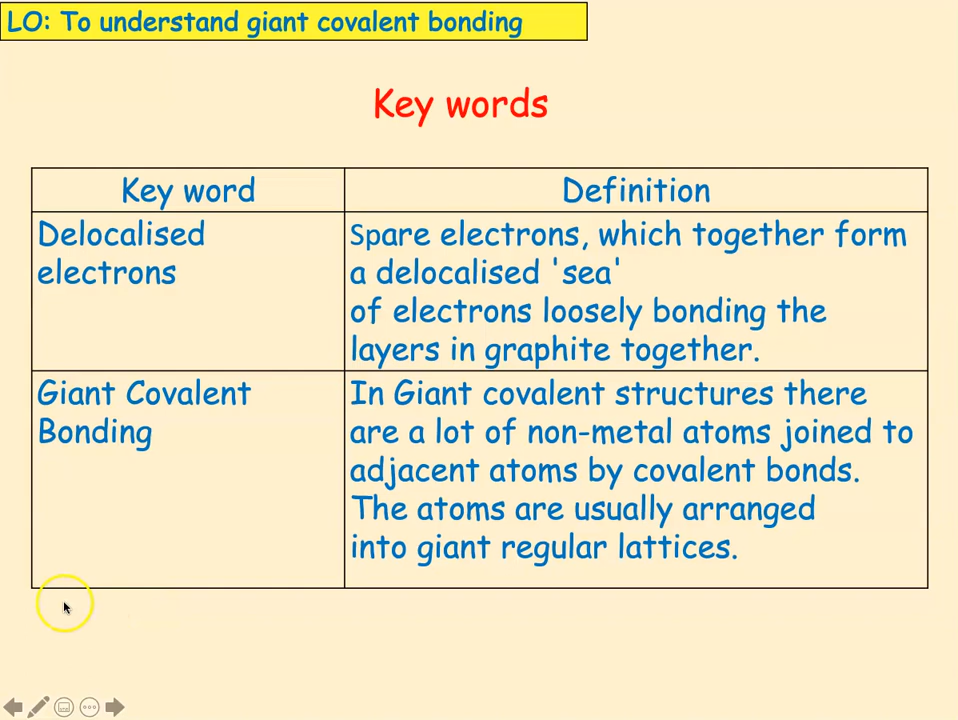 LO: To understand giant covalent bonding
Key words
Key word
Definition
Delocalised
electrons
Spare electrons, which together form
a delocalised 'sea'
of electrons loosely bonding the
layers in graphite together.
Giant Covalent
Bonding
In Giant covalent structures there
are a lot of non-metal atoms joined to
adjacent atoms by covalent bonds.
The atoms are usually arranged
into giant regular lattices.